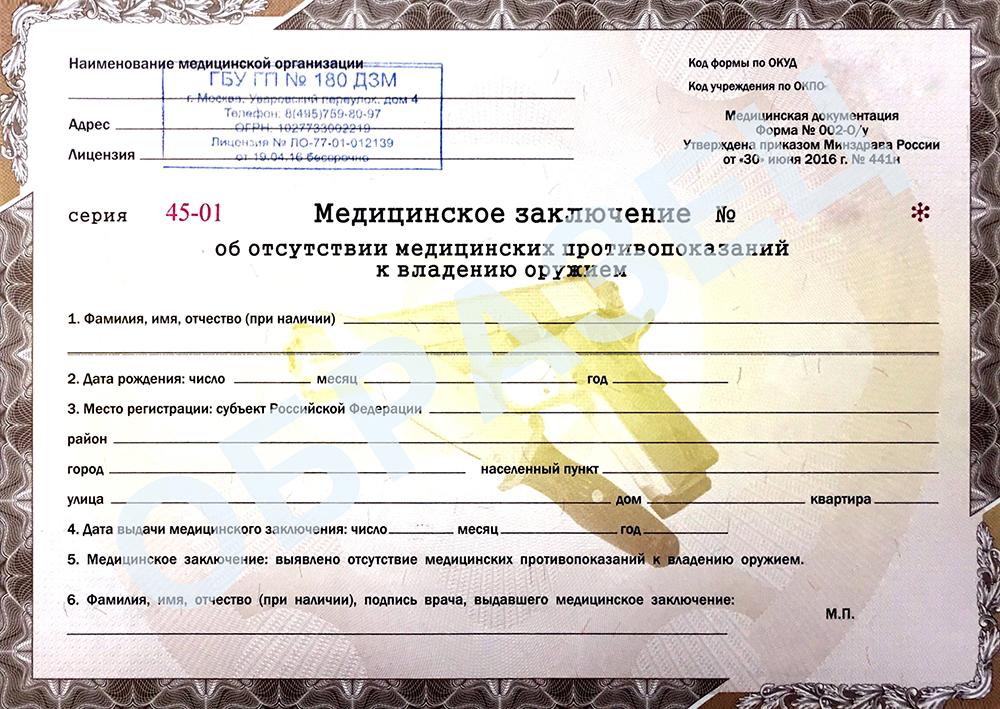 Наименование медицинской организации
ГБУ ГП № 180 ДЗМ
г. Москва, Уваровский переулок, дом 4
Телефон: 8(495)759-80-97
ОГРН: 1027733002219
Лицензия № ЛО-77-01-012139
от 19.04.16 бессрочно
Адрес
Лицензия
Код формы по ОКУД
Код учреждения по ОКПО
Медицинская документация
Форма № 002-О/у
Утверждена приказом Минздрава России
от «30» июня 2016 г. № 441н
серия 45-01 Медицинское заключение №
об отсутствии медицинских противопоказаний
к владению оружием
1. Фамилия, имя, отчество (при наличии)
2. Дата рождения: число месяц год
3. Место регистрации: субъект Российской Федерации
район
город населенный пункт
улица дом квартира
4. Дата выдачи медицинского заключения: число месяц год
5. Медицинское заключение: выявлено отсутствие медицинских противопоказаний к владению оружием.
6. Фамилия, имя, отчество (при наличии), подпись врача, выдавшего медицинское заключение:
М.П.
ОБРАЗЕЦ